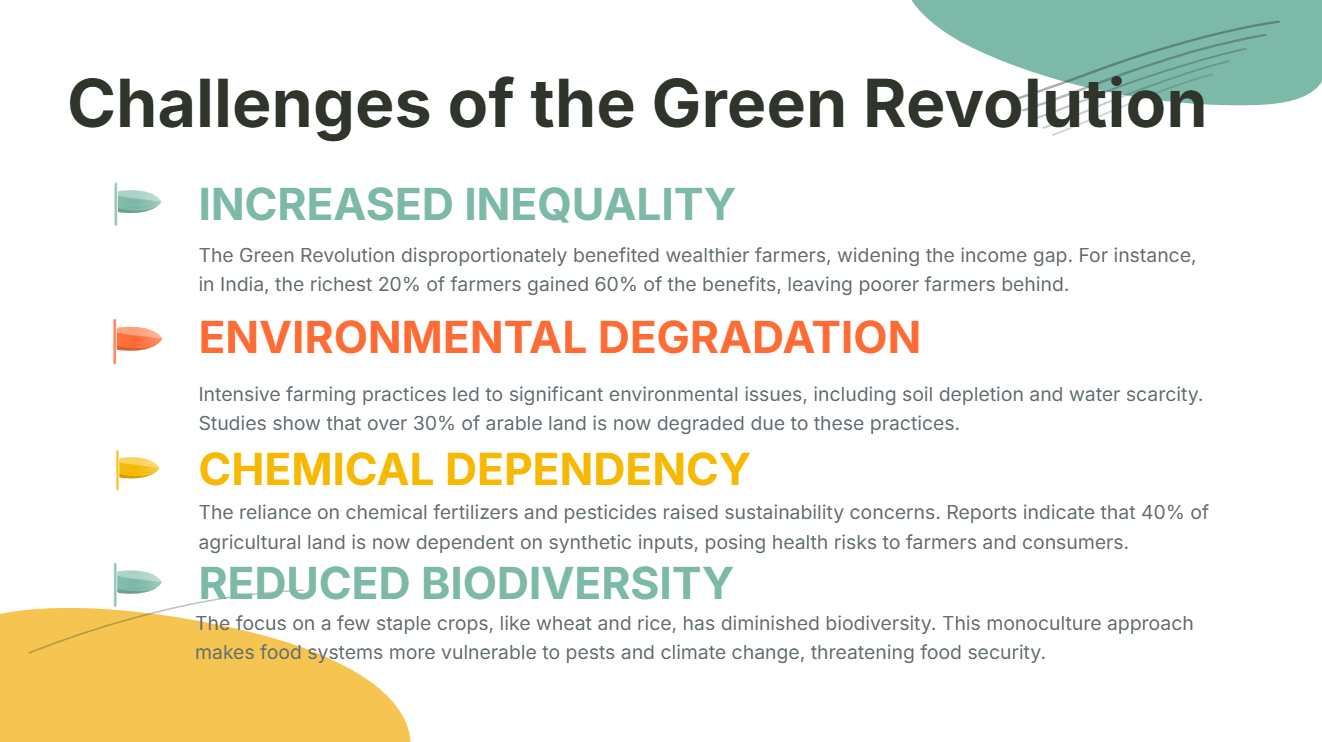 Challenges of the Green Revolution
INCREASED INEQUALITY
The Green Revolution disproportionately benefited wealthier farmers, widening the income gap. For instance,
in India, the richest 20% of farmers gained 60% of the benefits, leaving poorer farmers behind.
ENVIRONMENTAL DEGRADATION
Intensive farming practices led to significant environmental issues, including soil depletion and water scarcity.
Studies show that over 30% of arable land is now degraded due to these practices.
CHEMICAL DEPENDENCY
The reliance on chemical fertilizers and pesticides raised sustainability concerns. Reports indicate that 40% of
agricultural land is now dependent on synthetic inputs, posing health risks to farmers and consumers.
REDUCED BIODIVERSITY
The focus on a few staple crops, like wheat and rice, has diminished biodiversity. This monoculture approach
makes food systems more vulnerable to pests and climate change, threatening food security.